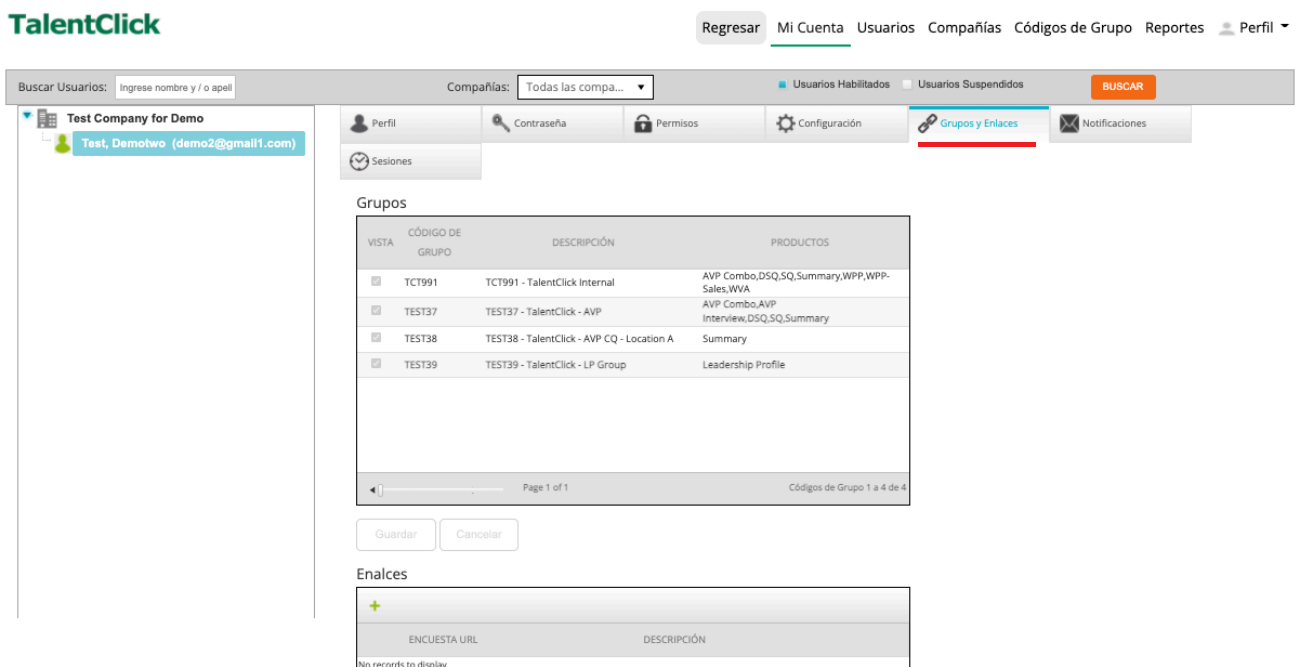 TalentClick
Regresar Mi Cuenta Usuarios Compañías Códigos de Grupo Reportes Perfil
Buscar Usuarios: Ingrese nombre y / o apell Compañías: Todas las compa... Usuarios Habilitados Usuarios Suspendidos BUSCAR
Test Company for Demo
Test, Demotwo (demo2@gmail1.com)
Perfil Contraseña Permisos Configuración Grupos y Enlaces Notificaciones
Sesiones
Grupos
VISTA CÓDIGO DE GRUPO DESCRIPCIÓN PRODUCTOS
TCT991 TCT991 - TalentClick Internal AVP Combo,DSQ,SQ,Summary,WPP,WPP-
Sales,WVA
TEST37 TEST37 - TalentClick - AVP AVP Combo,AVP
Interview,DSQ,SQ,Summary
TEST38 TEST38 - TalentClick - AVP CQ - Location A Summary
TEST39 TEST39 - TalentClick - LP Group Leadership Profile
Page 1 of 1 Códigos de Grupo 1 a 4 de 4
Guardar Cancelar
Enalces
ENCUESTA URL DESCRIPCIÓN
No records to display